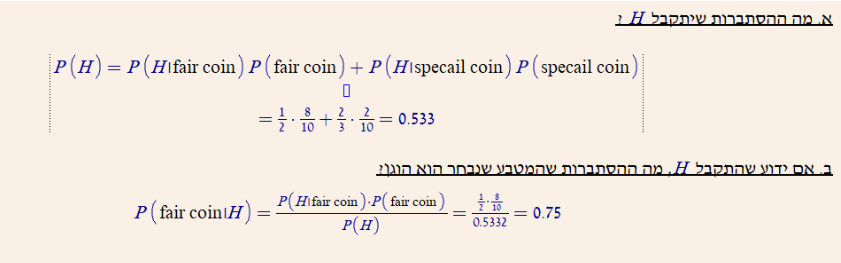 א. מה ההסתברות שיתקבל H ?
P(H) = P(H|fair coin) P(fair coin) + P(H|specail coin) P(specail coin)
= 1/2 · 8/10 + 2/3 · 2/10 = 0.533
ב. אם ידוע שהתקבל H, מה ההסתברות שהמטבע שנבחר הוא הוגן?
P(fair coin|H) = P(H|fair coin)·P(fair coin) / P(H) = 1/2 · 8/10 / 0.5332 = 0.75